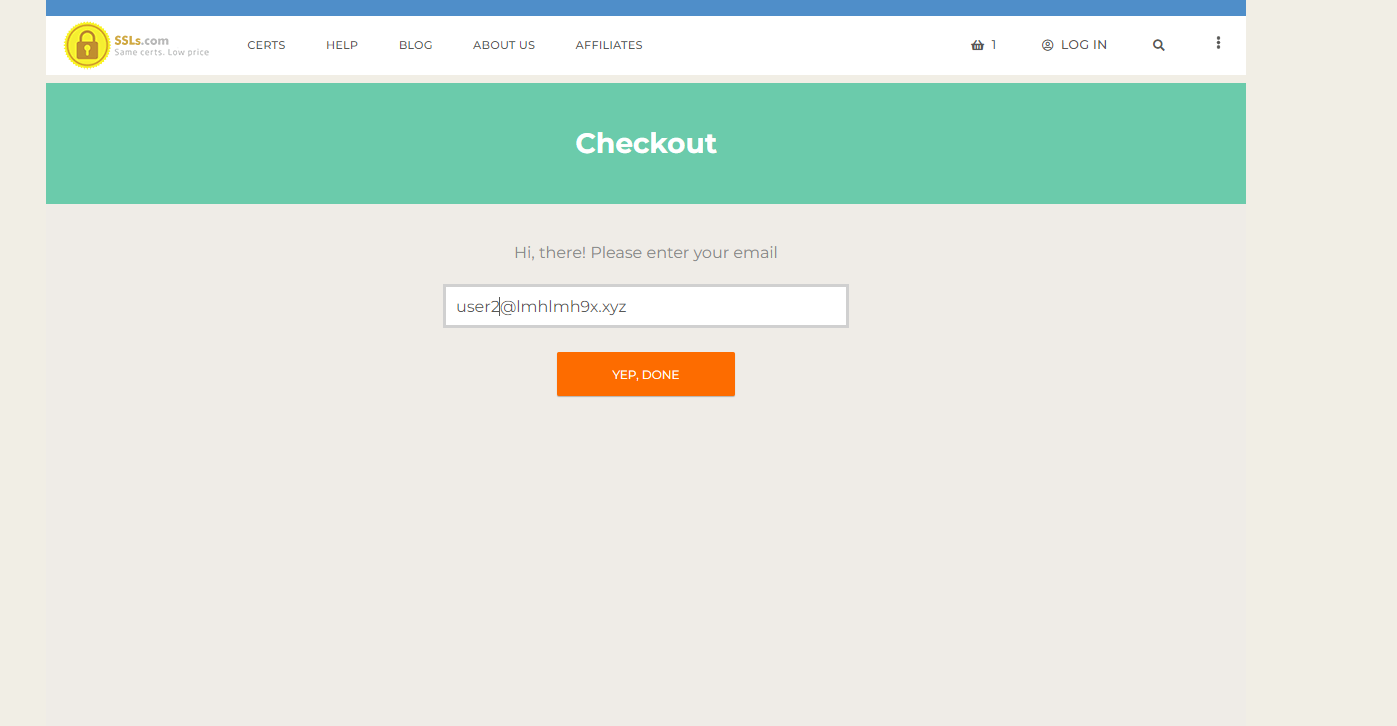 SSLs.com
Same certs. Low price
CERTS HELP BLOG ABOUT US AFFILIATES 1 LOG IN
Checkout
Hi, there! Please enter your email
user2@lmhlmh9x.xyz
YEP, DONE